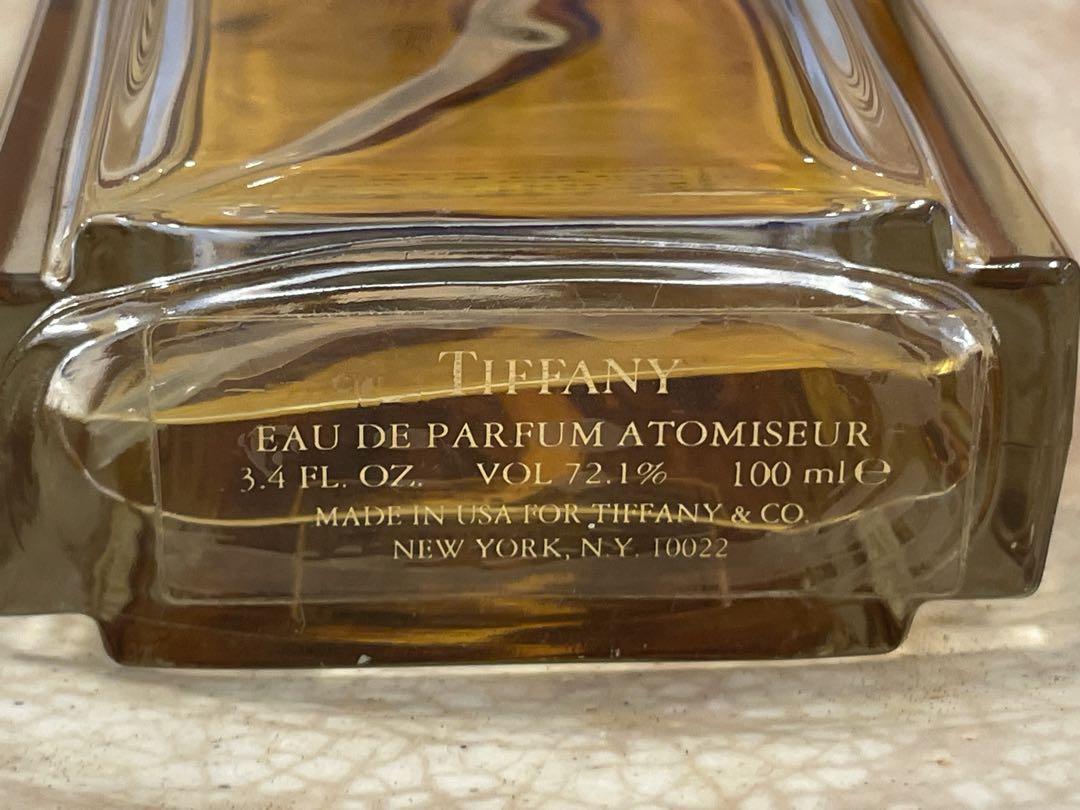 TIFFANY
EAU DE PARFUM ATOMISEUR
3.4 FL. OZ. VOL 72.1% 100 ml ℮
MADE IN USA FOR TIFFANY & CO.
NEW YORK, N.Y. 10022